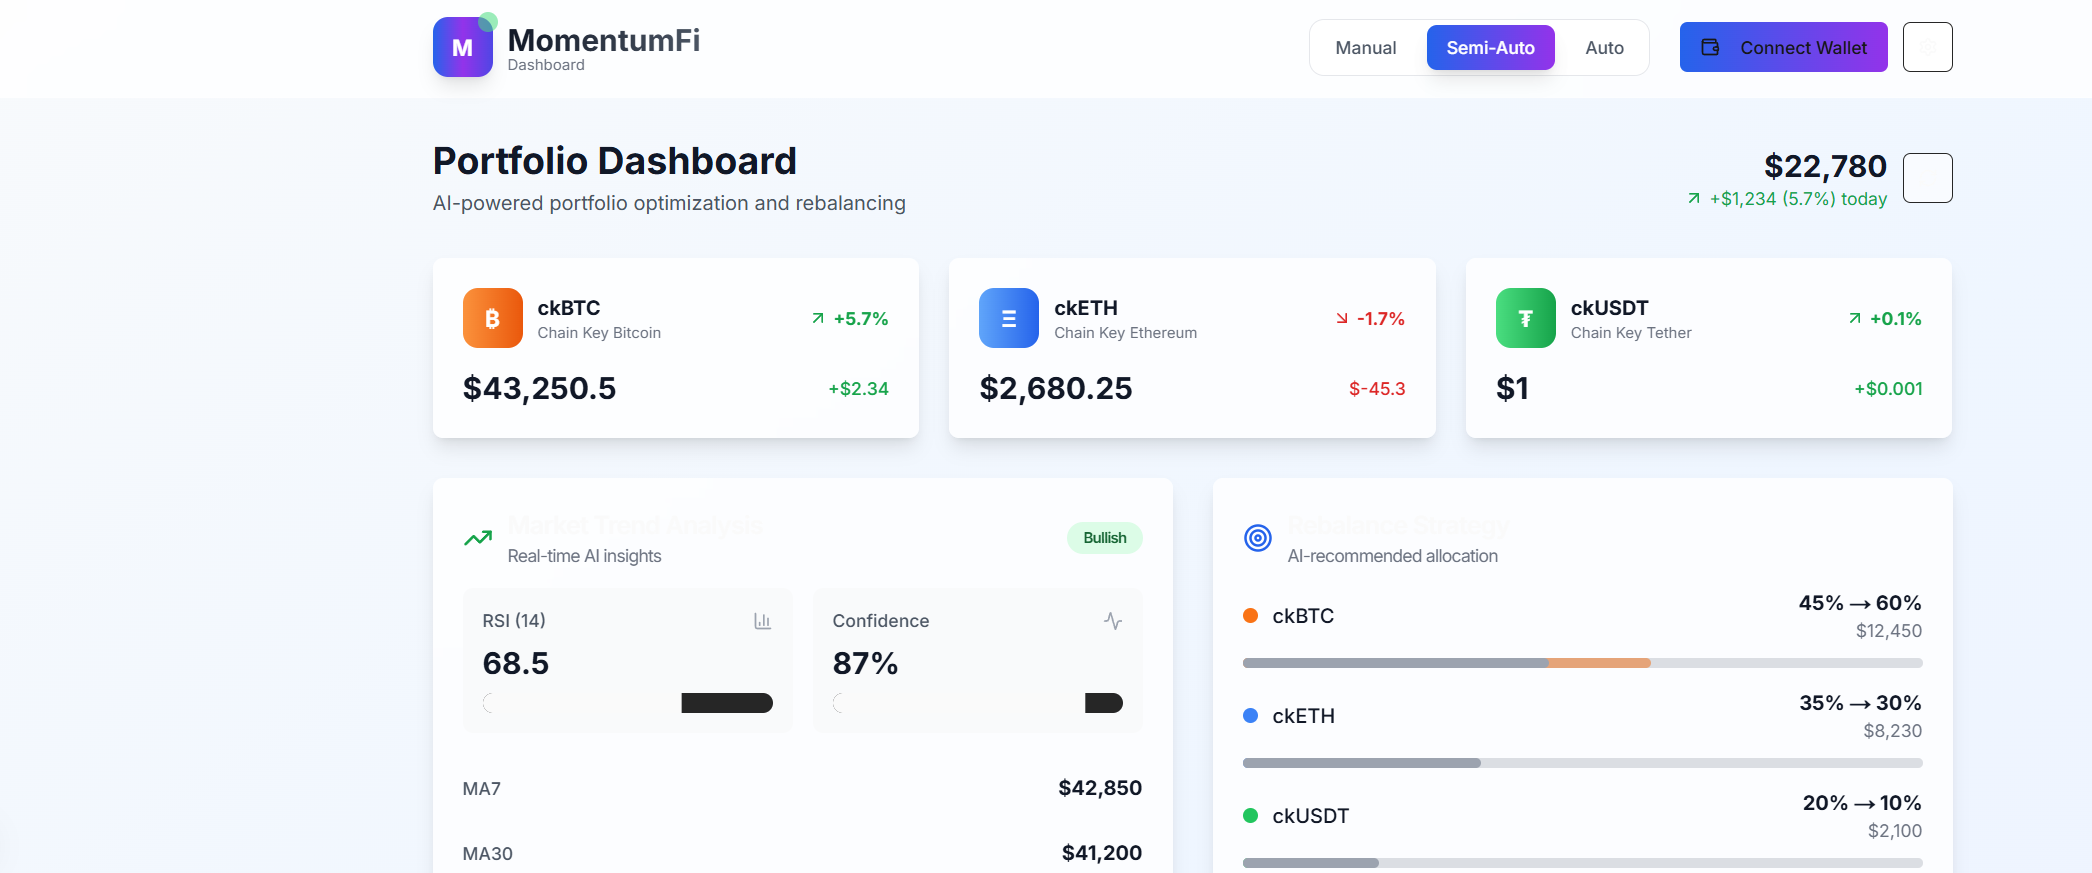 M
MomentumFi
Dashboard
Manual
Semi-Auto
Auto
Connect Wallet
Portfolio Dashboard
AI-powered portfolio optimization and rebalancing
$22,780
+$1,234 (5.7%) today
₿
ckBTC
Chain Key Bitcoin
+5.7%
$43,250.5
+$2.34
Ξ
ckETH
Chain Key Ethereum
-1.7%
$2,680.25
$-45.3
₮
ckUSDT
Chain Key Tether
+0.1%
$1
+$0.001
Market Trend Analysis
Real-time AI insights
Bullish
RSI (14)
68.5
Confidence
87%
MA7
$42,850
MA30
$41,200
Rebalance Strategy
AI-recommended allocation
ckBTC
45% → 60%
$12,450
ckETH
35% → 30%
$8,230
ckUSDT
20% → 10%
$2,100